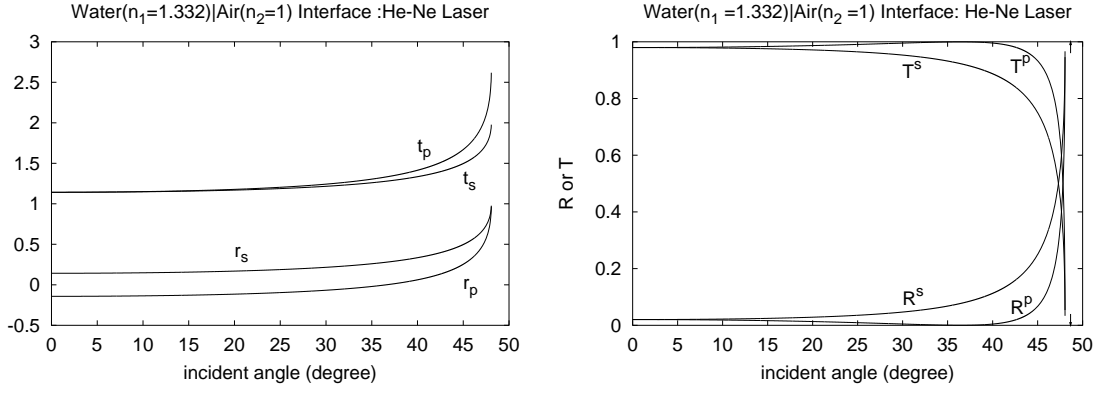 Water(n1=1.332)|Air(n2=1) Interface :He-Ne Laser
3
2.5
2
1.5
1
0.5
0
-0.5
tp
ts
rs
rp
0 5 10 15 20 25 30 35 40 45 50
incident angle (degree)
Water(n1 =1.332)|Air(n2 =1) Interface: He-Ne Laser
R or T
1
0.8
0.6
0.4
0.2
0
Ts
Tp
Rs
Rp
0 5 10 15 20 25 30 35 40 45 50
incident angle (degree)